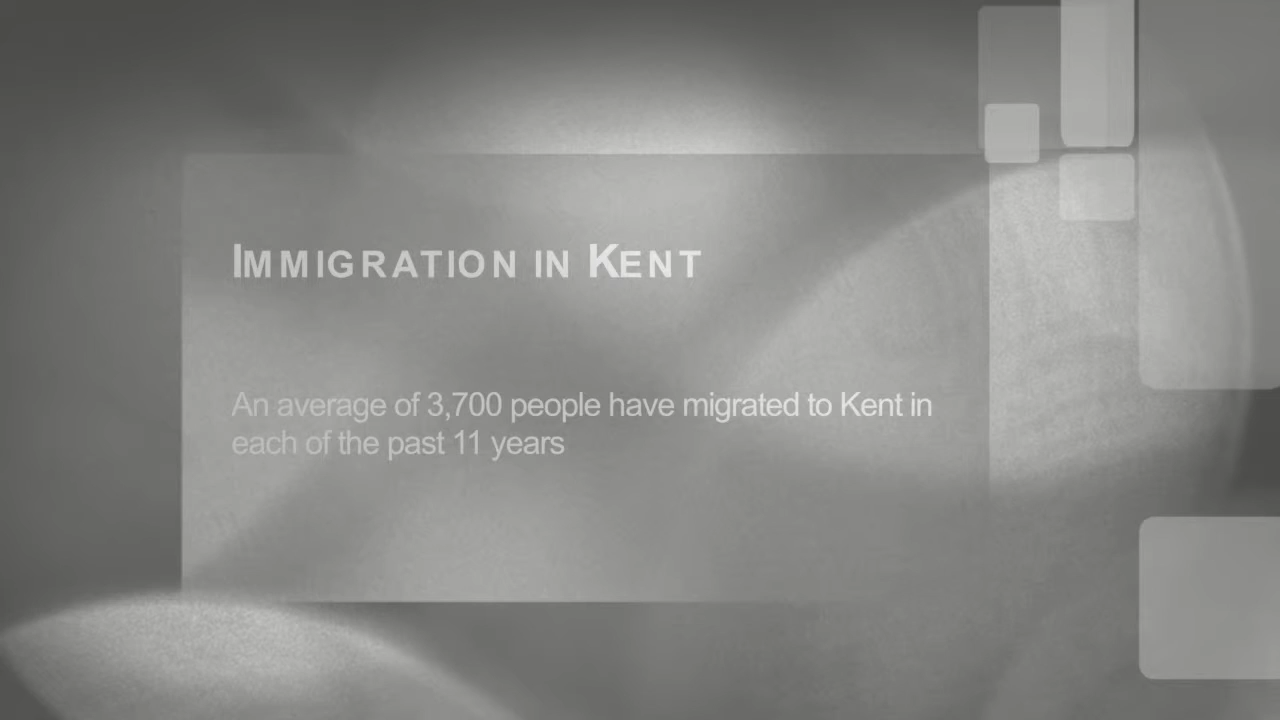 IMMIGRATION IN KENT
An average of 3,700 people have migrated to Kent in
each of the past 11 years